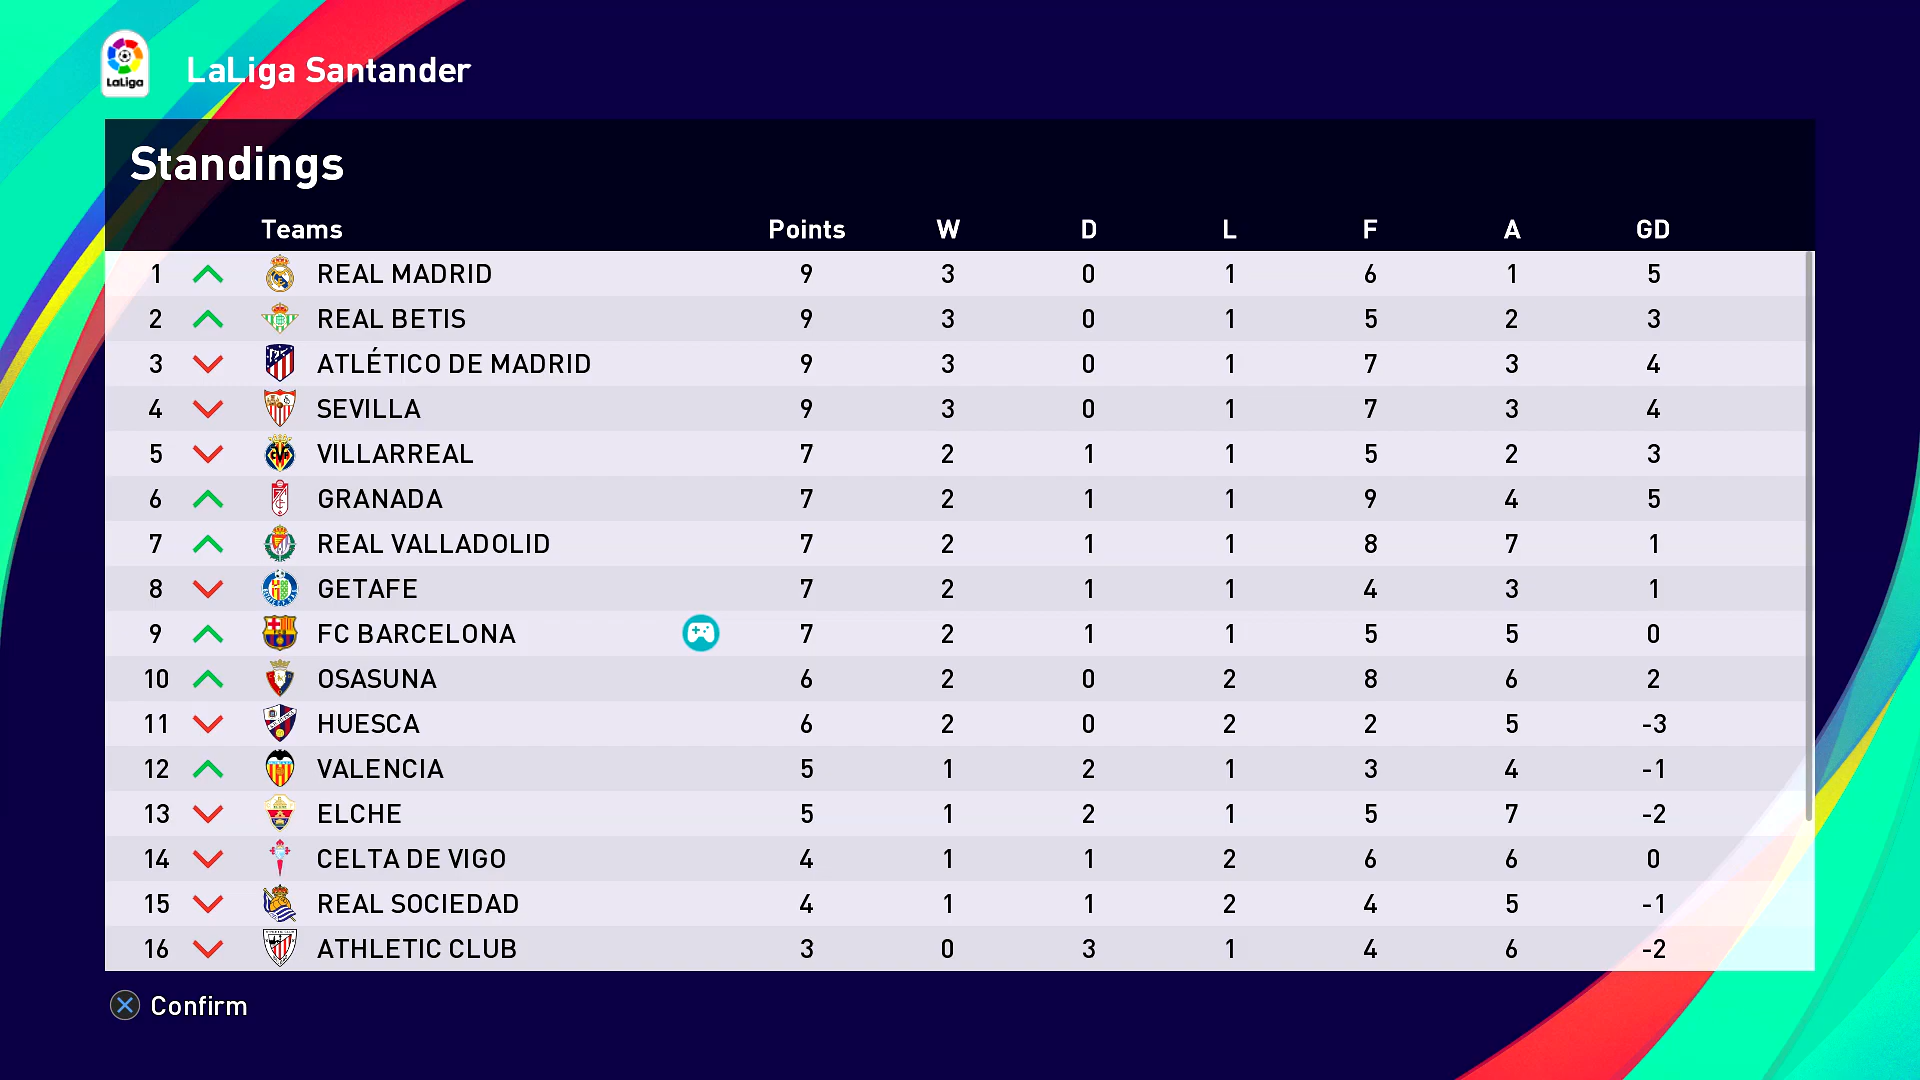 LaLiga
LaLiga Santander
Standings
Teams Points W D L F A GD
1 REAL MADRID 9 3 0 1 6 1 5
2 REAL BETIS 9 3 0 1 5 2 3
3 ATLÉTICO DE MADRID 9 3 0 1 7 3 4
4 SEVILLA 9 3 0 1 7 3 4
5 VILLARREAL 7 2 1 1 5 2 3
6 GRANADA 7 2 1 1 9 4 5
7 REAL VALLADOLID 7 2 1 1 8 7 1
8 GETAFE 7 2 1 1 4 3 1
9 FC BARCELONA 7 2 1 1 5 5 0
10 OSASUNA 6 2 0 2 8 6 2
11 HUESCA 6 2 0 2 2 5 -3
12 VALENCIA 5 1 2 1 3 4 -1
13 ELCHE 5 1 2 1 5 7 -2
14 CELTA DE VIGO 4 1 1 2 6 6 0
15 REAL SOCIEDAD 4 1 1 2 4 5 -1
16 ATHLETIC CLUB 3 0 3 1 4 6 -2
Confirm